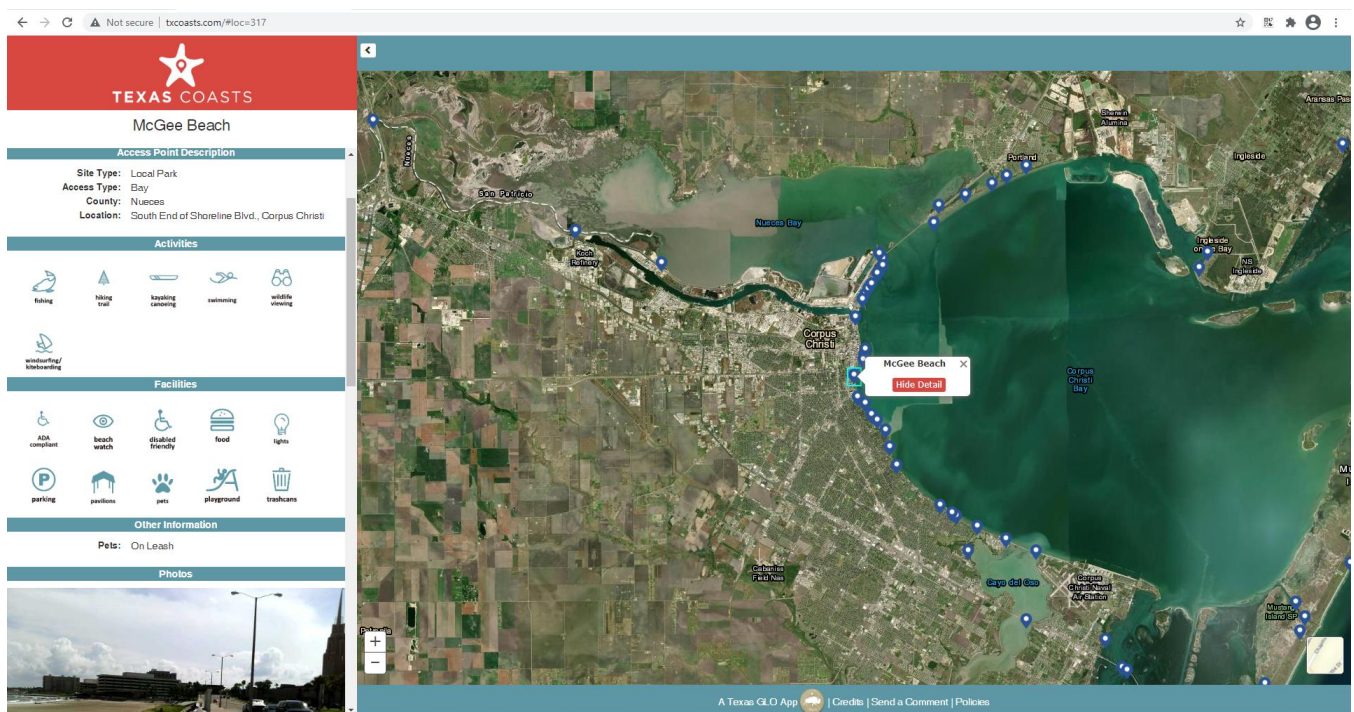 Not secure | txcoasts.com/#loc=317
TEXAS COASTS
McGee Beach
Access Point Description
Site Type: Local Park
Access Type: Bay
County: Nueces
Location: South End of Shoreline Blvd., Corpus Christi
Activities
fishing
hiking trail
kayaking canoeing
swimming
wildlife viewing
windsurfing/ kiteboarding
Facilities
ADA compliant
beach watch
disabled friendly
food
lights
P
parking
pavilions
pets
playground
trashcans
Other Information
Pets: On Leash
Photos
Nueces
San Patricio
Koch
Refinery
Nueces Bay
Portland
Sherwin
Alumina
Aransas Pas
Ingleside
Ingleside
on the Bay
NS
Ingleside
Corpus
Christi
McGee Beach
Hide Detail
Corpus
Christi
Bay
Cabaniss
Field Nas
Cayo del Oso
Corpus
Christi Naval
Air Station
Mustang
Island SP
+
−
A Texas GLO App | Credits | Send a Comment | Policies